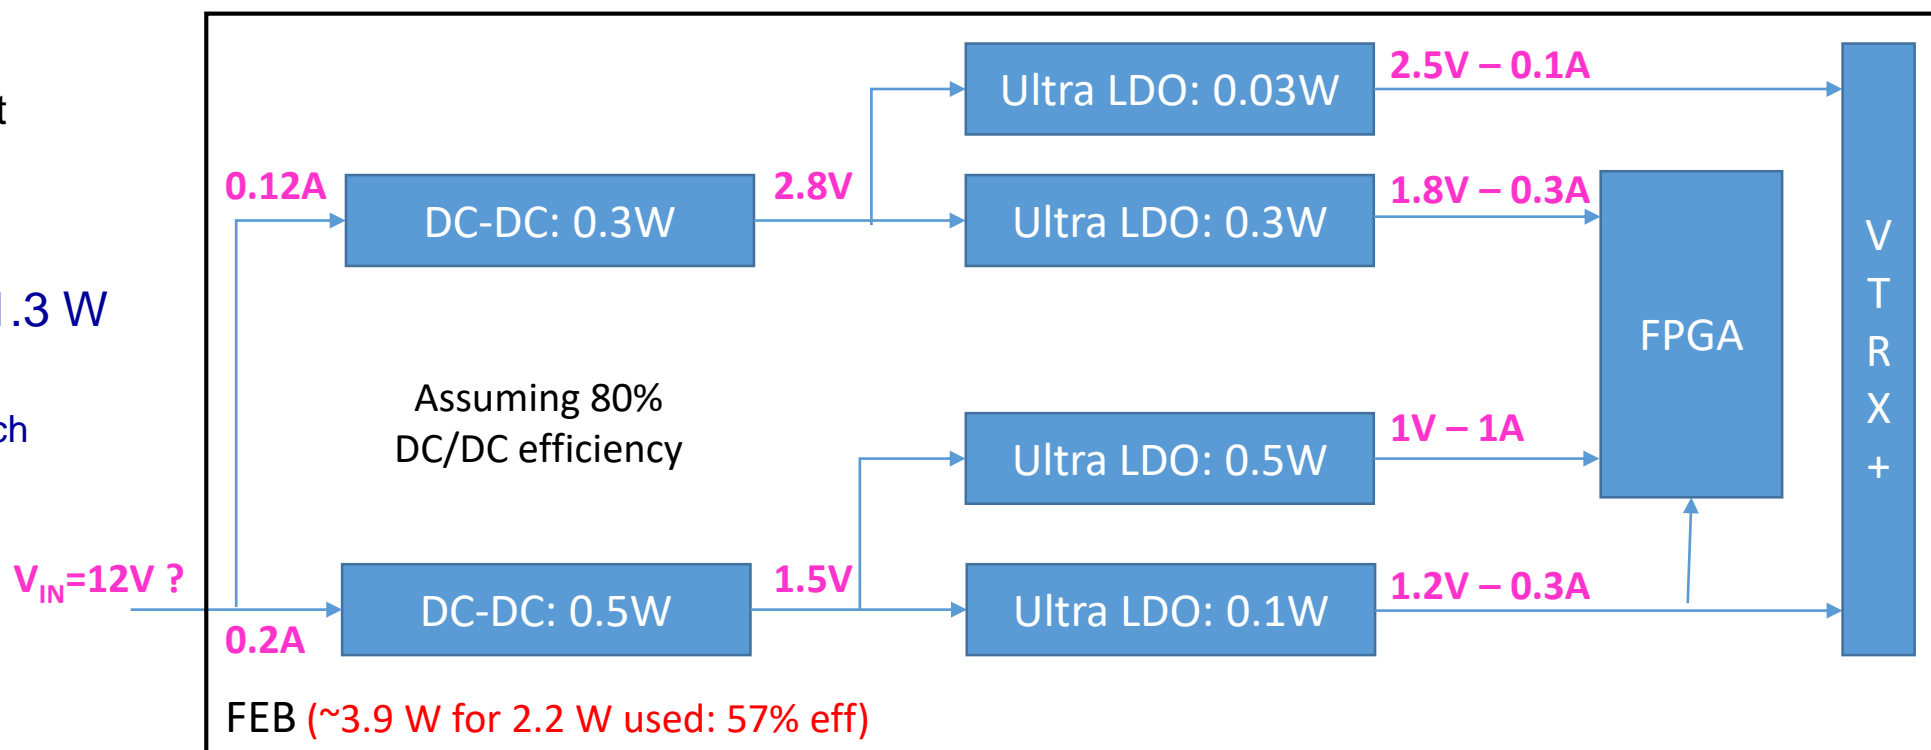 t
1.3 W
ch
V_IN=12V ?
0.12A
0.2A
DC-DC: 0.3W
2.8V
Ultra LDO: 0.03W
2.5V – 0.1A
Ultra LDO: 0.3W
1.8V – 0.3A
Assuming 80%
DC/DC efficiency
Ultra LDO: 0.5W
1V – 1A
DC-DC: 0.5W
1.5V
Ultra LDO: 0.1W
1.2V – 0.3A
FPGA
V
T
R
X
+
FEB (~3.9 W for 2.2 W used: 57% eff)